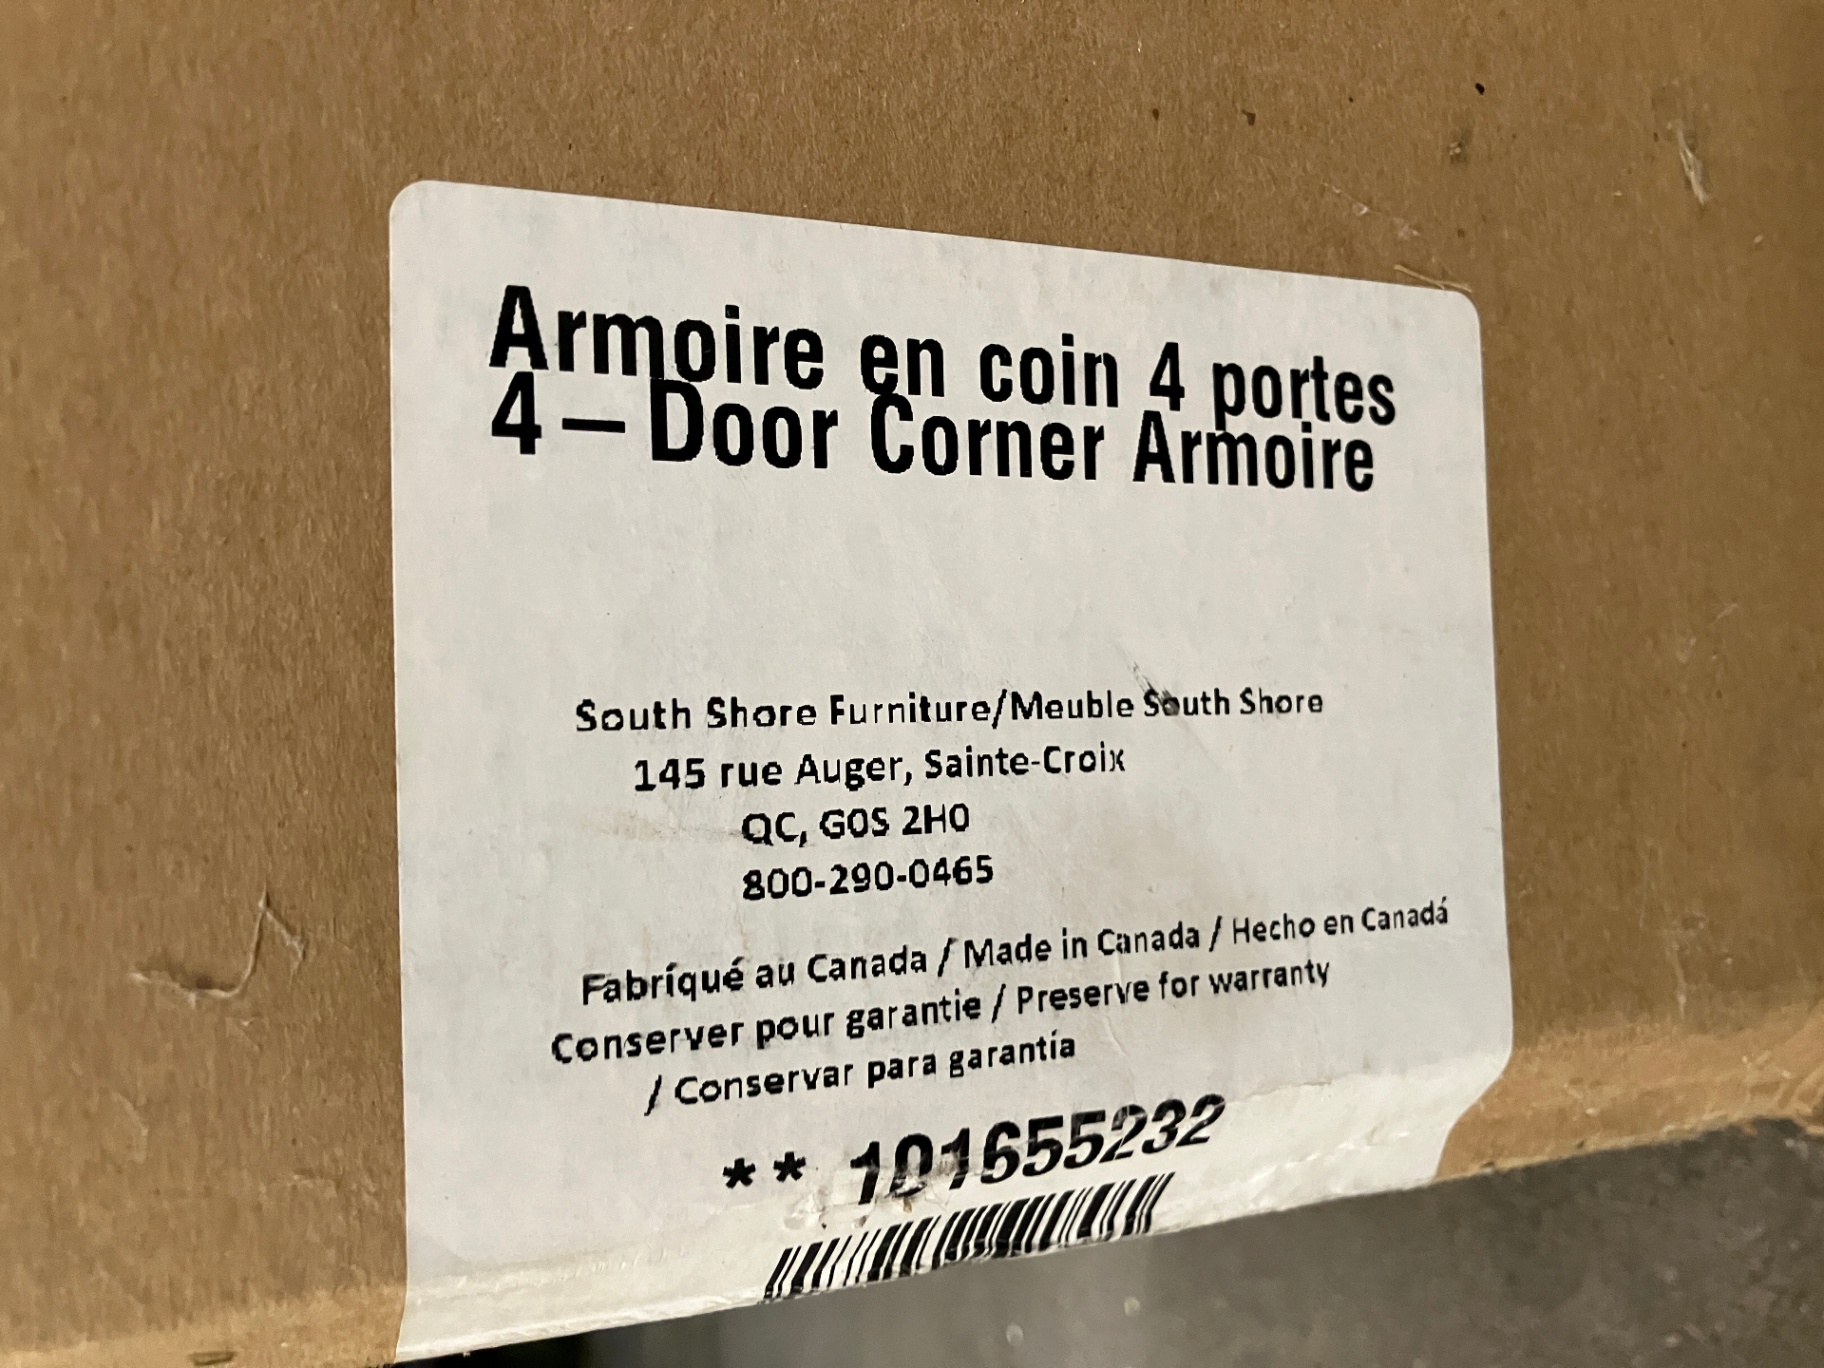 Armoire en coin 4 portes
4 – Door Corner Armoire
South Shore Furniture/Meuble South Shore
145 rue Auger, Sainte-Croix
QC, G0S 2H0
800-290-0465
Fabriqué au Canada / Made in Canada / Hecho en Canadá
Conserver pour garantie / Preserve for warranty
/ Conservar para garantía
** 101655232